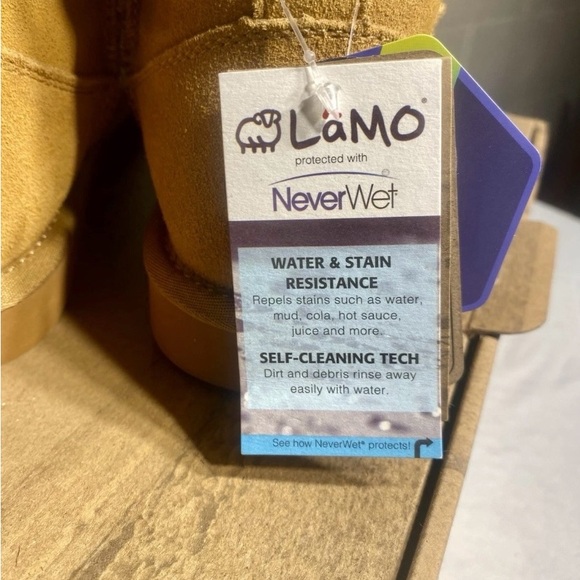 LäMO®
protected with
NeverWet
WATER & STAIN
RESISTANCE
Repels stains such as water,
mud, cola, hot sauce,
juice and more.
SELF-CLEANING TECH
Dirt and debris rinse away
easily with water.
See how NeverWet® protects!